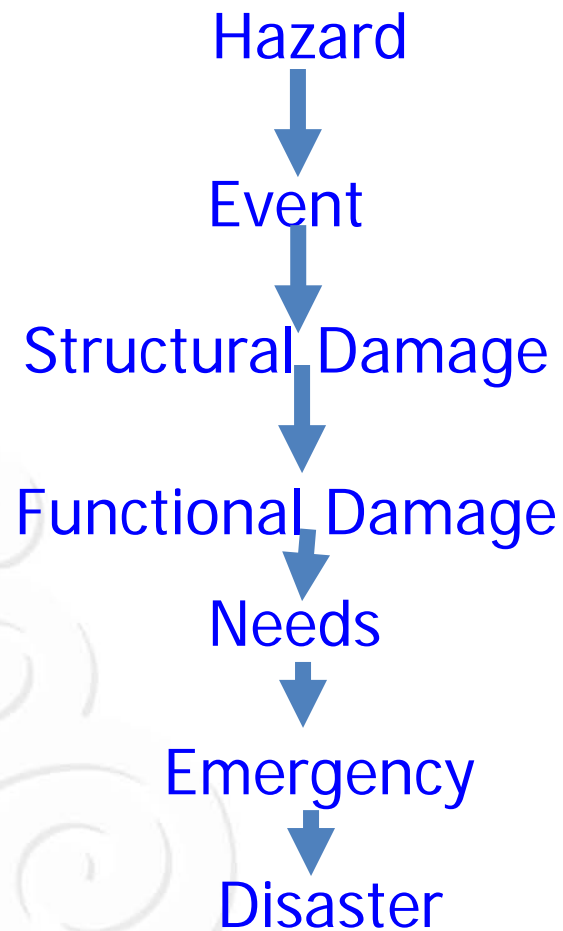 Hazard
Event
Structural Damage
Functional Damage
Needs
Emergency
Disaster